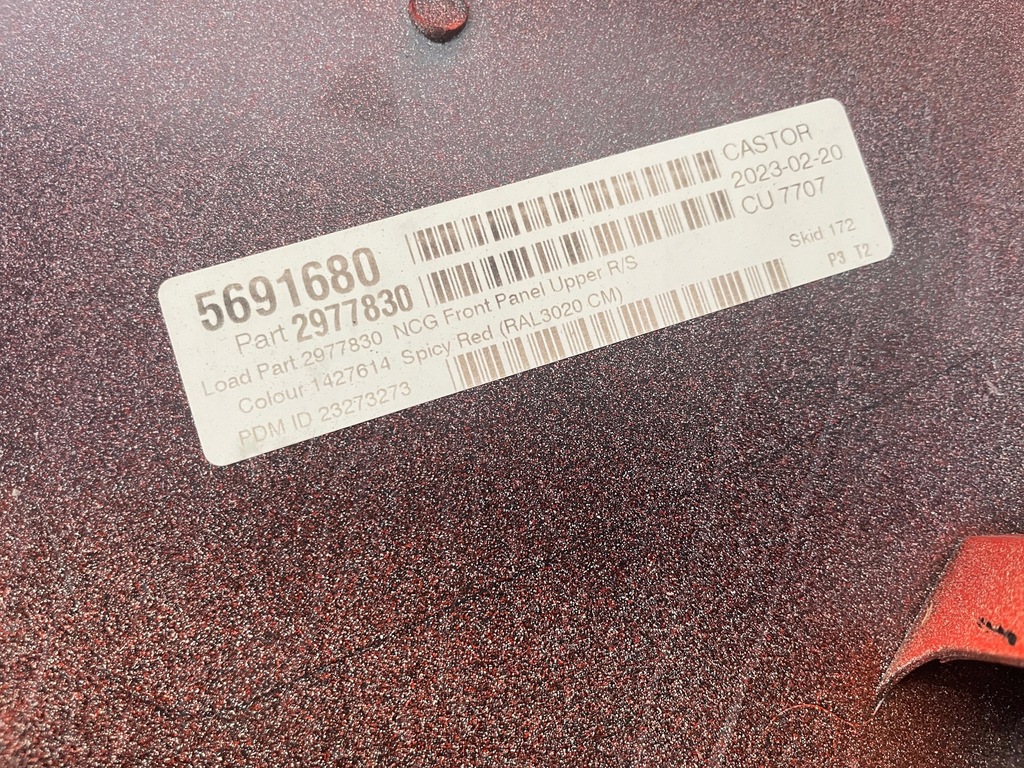 5691680
CASTOR
2023-02-20
CU 7707
Part 2977830
Load Part 2977830 NCG Front Panel Upper R/S
Skid 172
Colour 1427614 Spicy Red (RAL3020 CM)
P3 T2
PDM ID 23273273